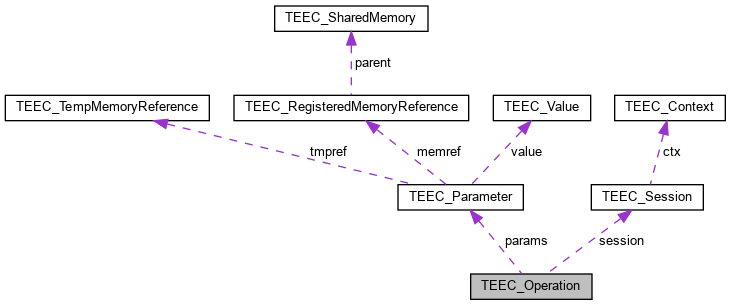 TEEC_SharedMemory
parent
TEEC_TempMemoryReference
TEEC_RegisteredMemoryReference
TEEC_Value
TEEC_Context
tmpref
memref
value
ctx
TEEC_Parameter
TEEC_Session
params
session
TEEC_Operation